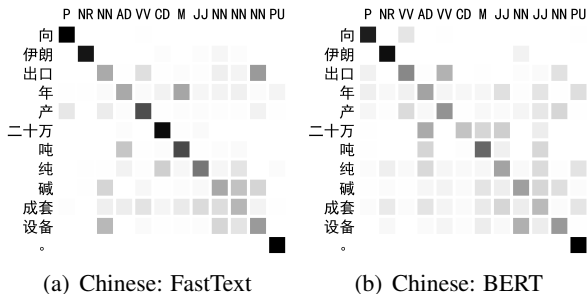 P NR NN AD VV CD M JJ NN NN NN PU
向
伊朗
出口
年
产
二十万
吨
纯
碱
成套
设备
。
(a) Chinese: FastText
P NR VV AD VV CD M JJ NN JJ NN PU
向
伊朗
出口
年
产
二十万
吨
纯
碱
成套
设备
。
(b) Chinese: BERT